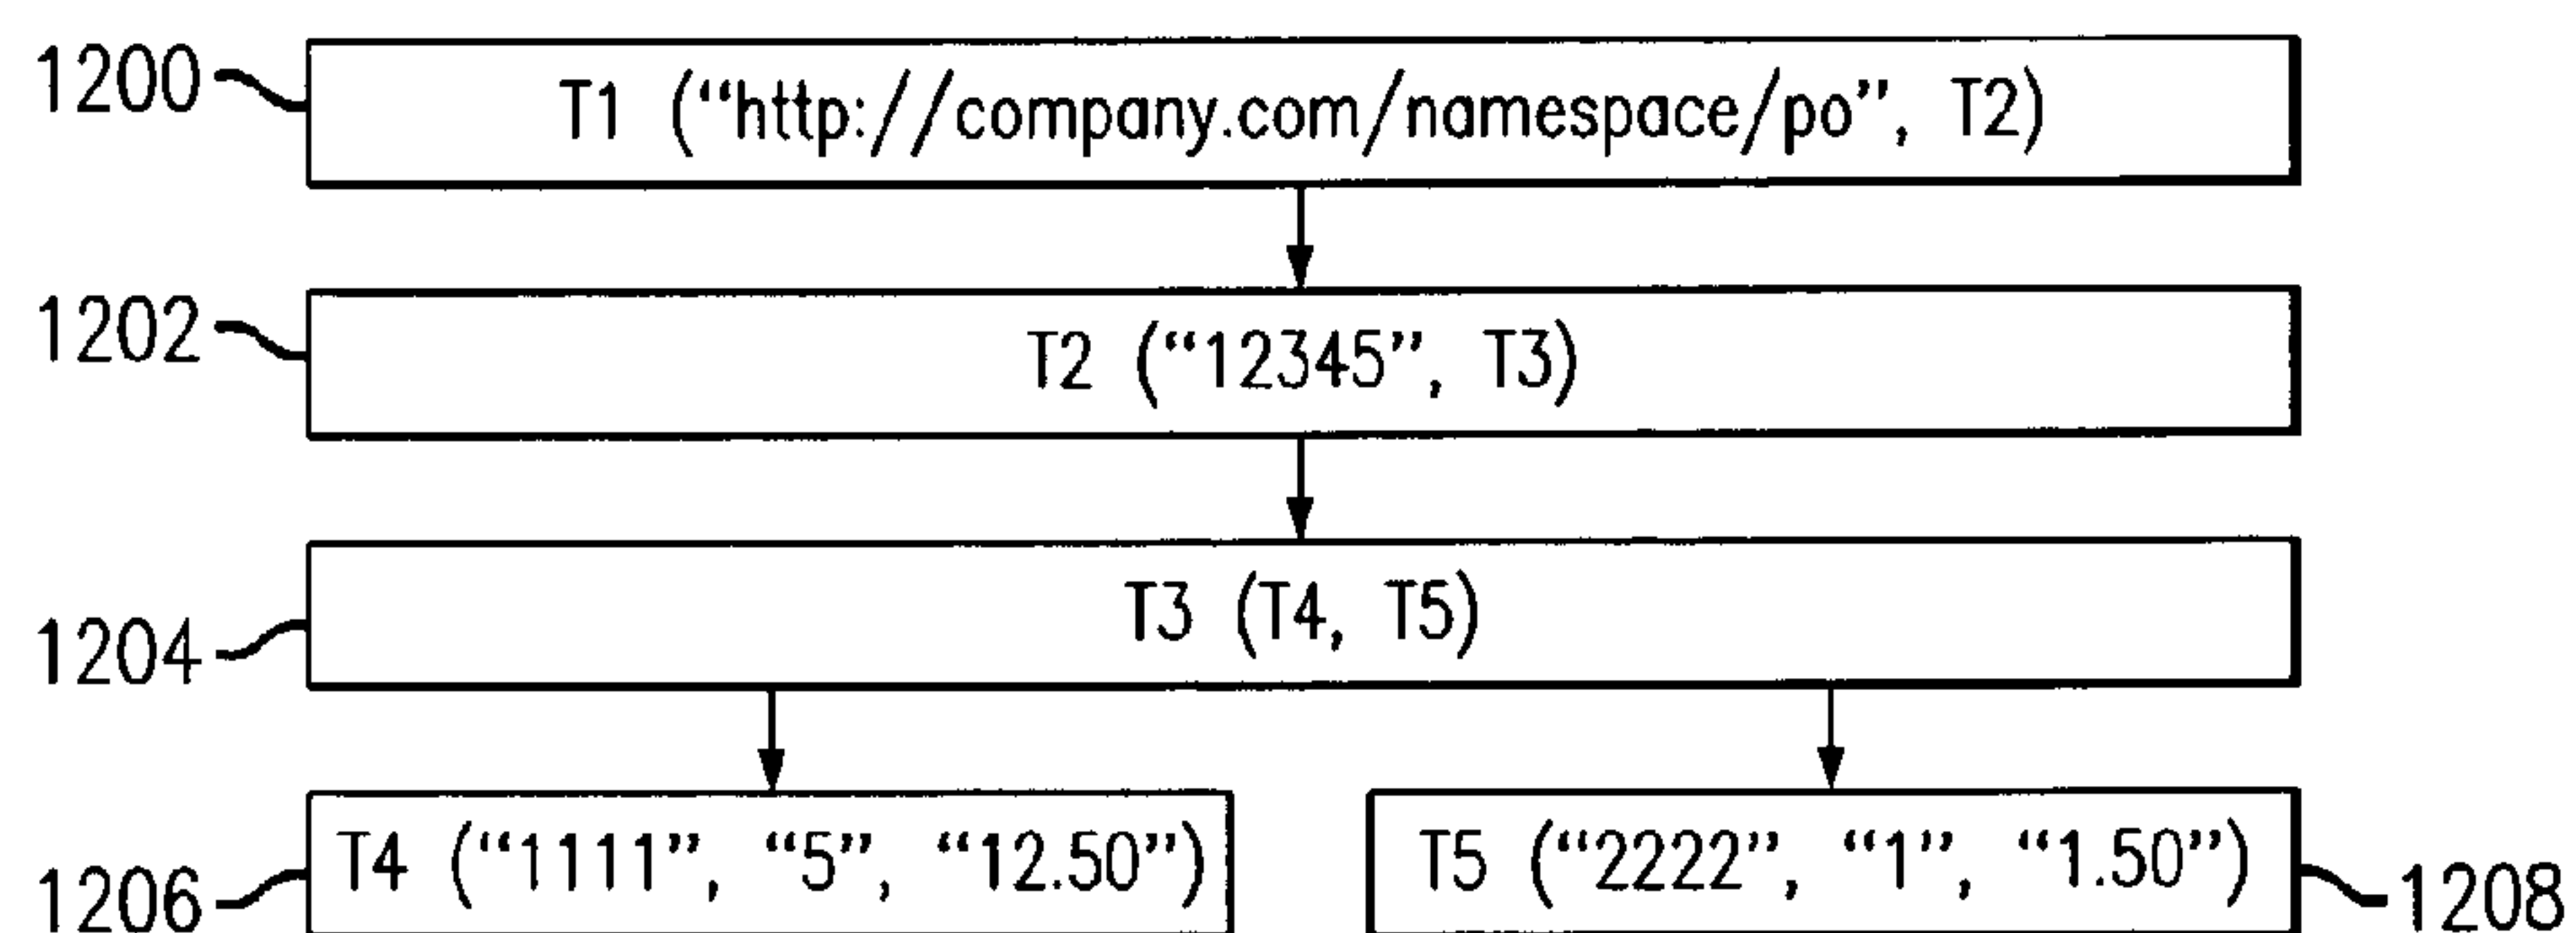 1200
T1 (“http://company.com/namespace/po”, T2)
1202
T2 (“12345”, T3)
1204
T3 (T4, T5)
1206
T4 (“1111”, “5”, “12.50”)
T5 (“2222”, “1”, “1.50”)
1208